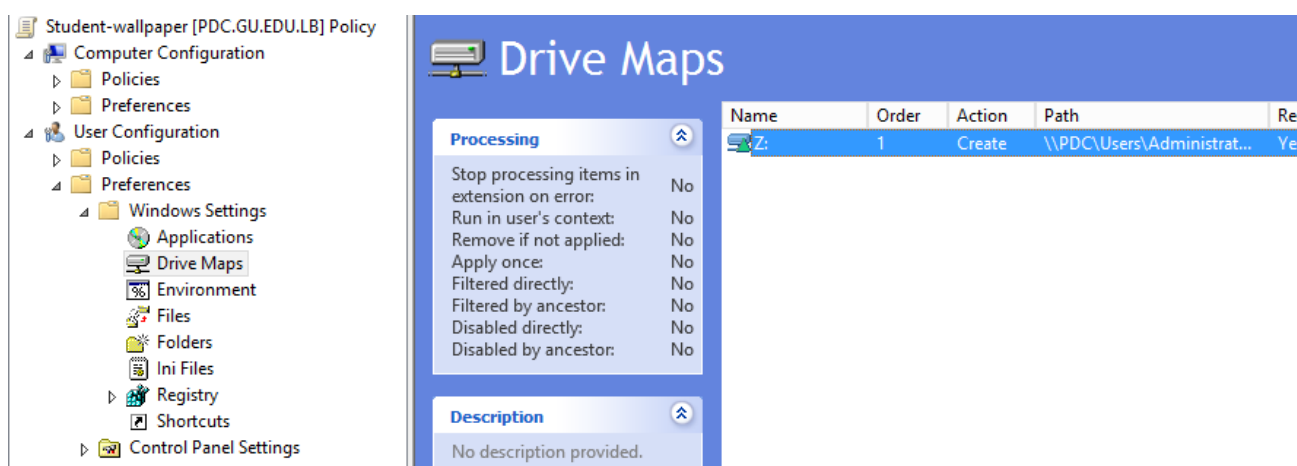 Student-wallpaper [PDC.GU.EDU.LB] Policy
Computer Configuration
Policies
Preferences
User Configuration
Policies
Preferences
Windows Settings
Applications
Drive Maps
Environment
Files
Folders
Ini Files
Registry
Shortcuts
Control Panel Settings
Drive Maps
Processing
Stop processing items in
extension on error: No
Run in user's context: No
Remove if not applied: No
Apply once: No
Filtered directly: No
Filtered by ancestor: No
Disabled directly: No
Disabled by ancestor: No
Description
No description provided.
Name Order Action Path Re
Z: 1 Create \\PDC\Users\Administrat... Ye